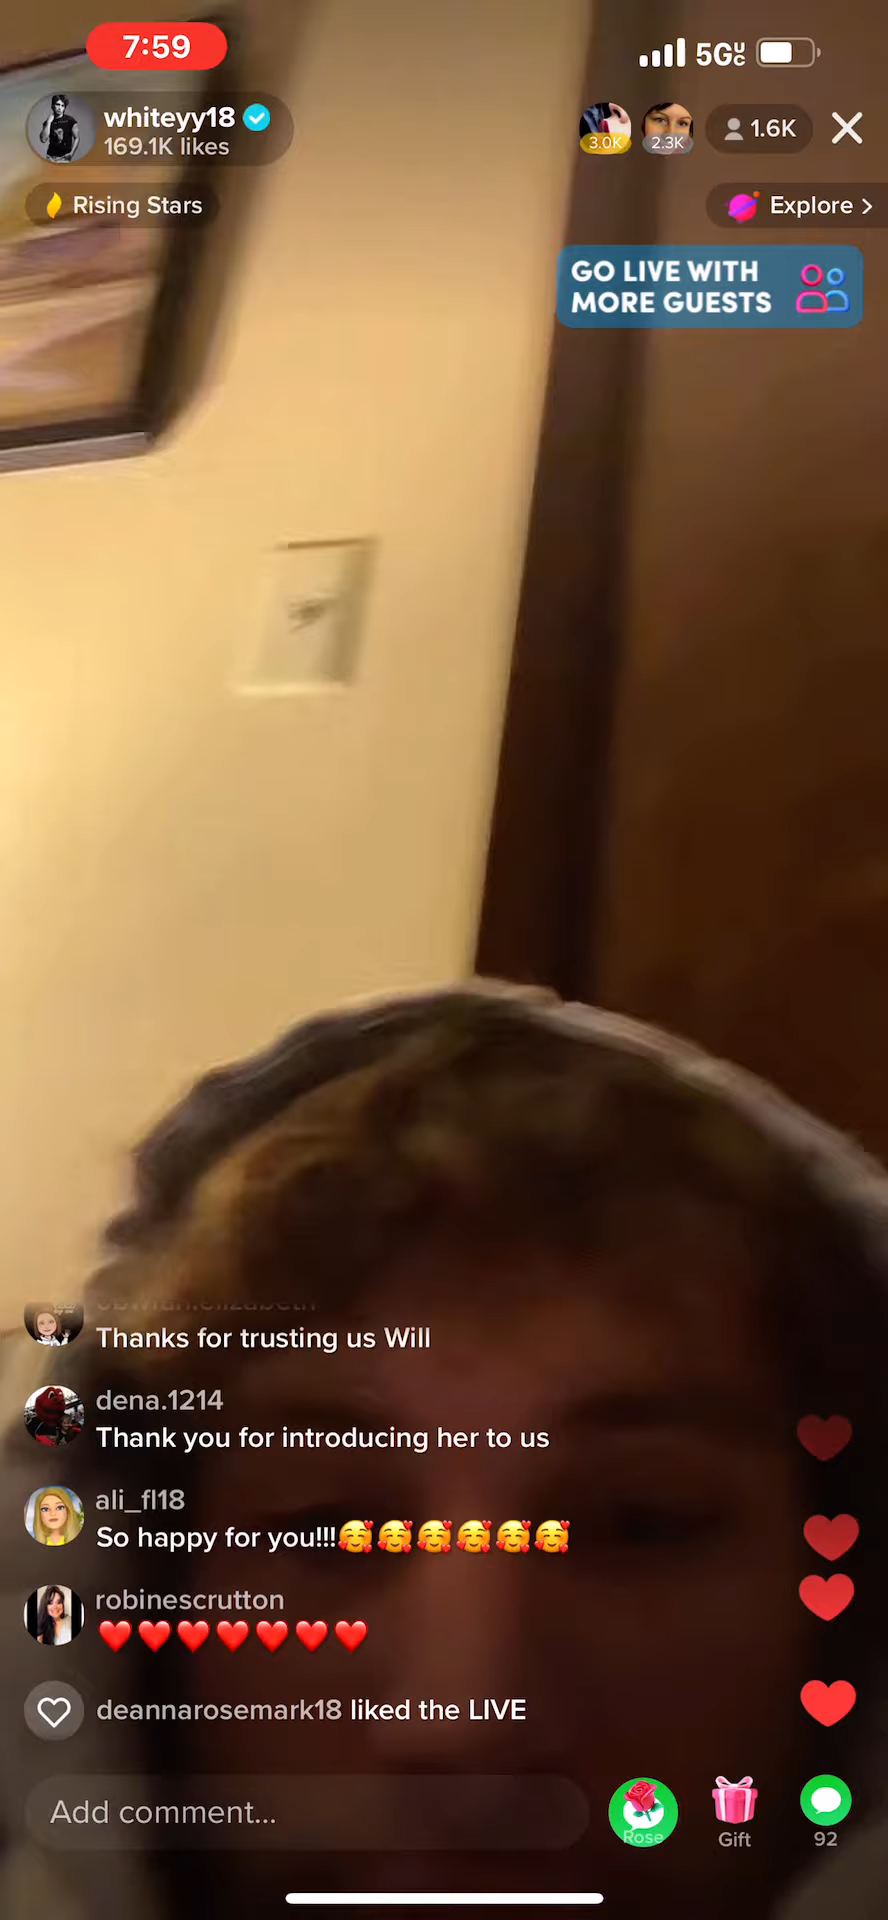 7:59
5G UC
whiteyy18
169.1K likes
3.0K
2.3K
1.6K
Rising Stars
Explore >
GO LIVE WITH
MORE GUESTS
Thanks for trusting us Will
dena.1214
Thank you for introducing her to us
ali_fl18
So happy for you!!!🥰🥰🥰🥰🥰🥰
robinescrutton
❤️❤️❤️❤️❤️❤️❤️
deannarosemark18 liked the LIVE
Add comment...
Rose
Gift
92